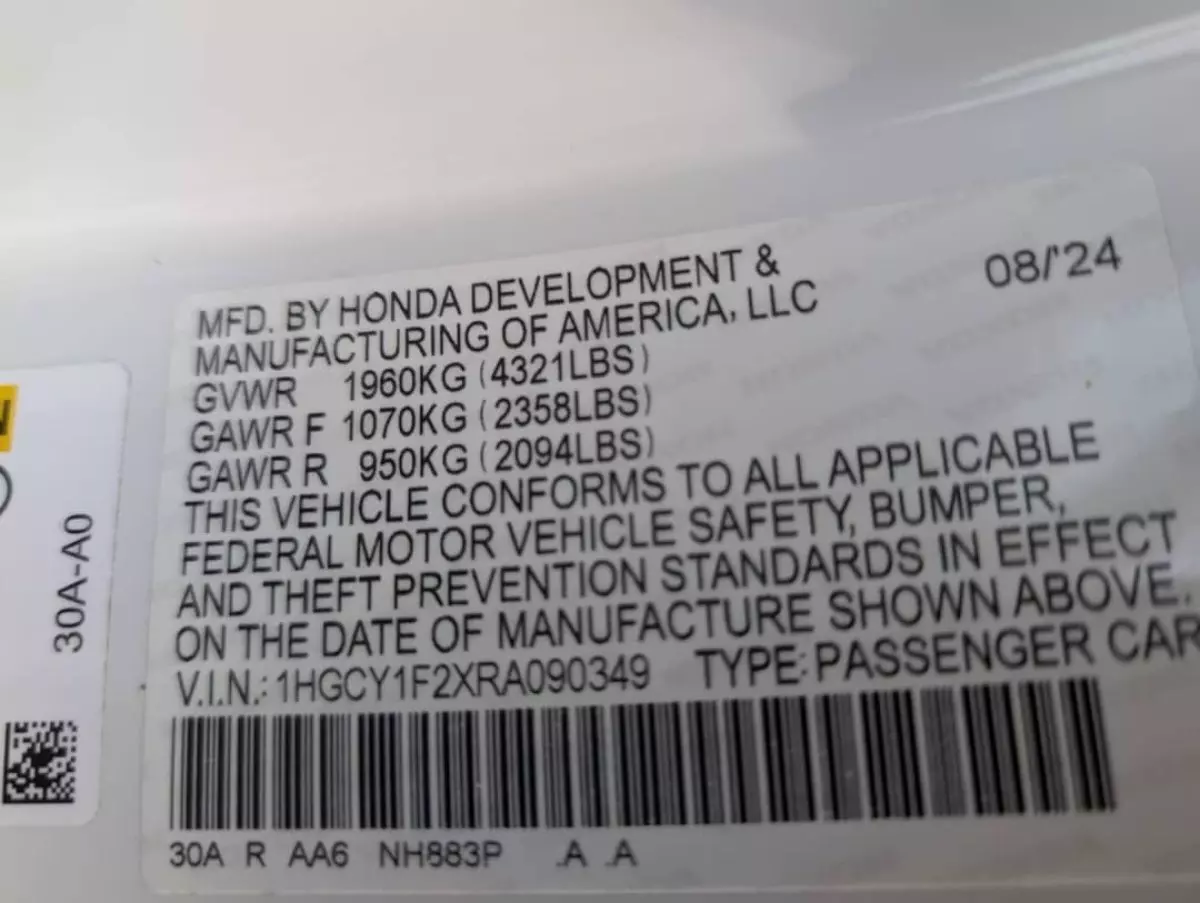 MFD. BY HONDA DEVELOPMENT & 08/'24
MANUFACTURING OF AMERICA, LLC
GVWR 1960KG (4321LBS)
GAWR F 1070KG (2358LBS)
GAWR R 950KG (2094LBS)
THIS VEHICLE CONFORMS TO ALL APPLICABLE
FEDERAL MOTOR VEHICLE SAFETY, BUMPER,
AND THEFT PREVENTION STANDARDS IN EFFECT
ON THE DATE OF MANUFACTURE SHOWN ABOVE.
V.I.N.: 1HGCY1F2XRA090349 TYPE: PASSENGER CAR
30A R AA6 NH883P .A .A
30A-A0